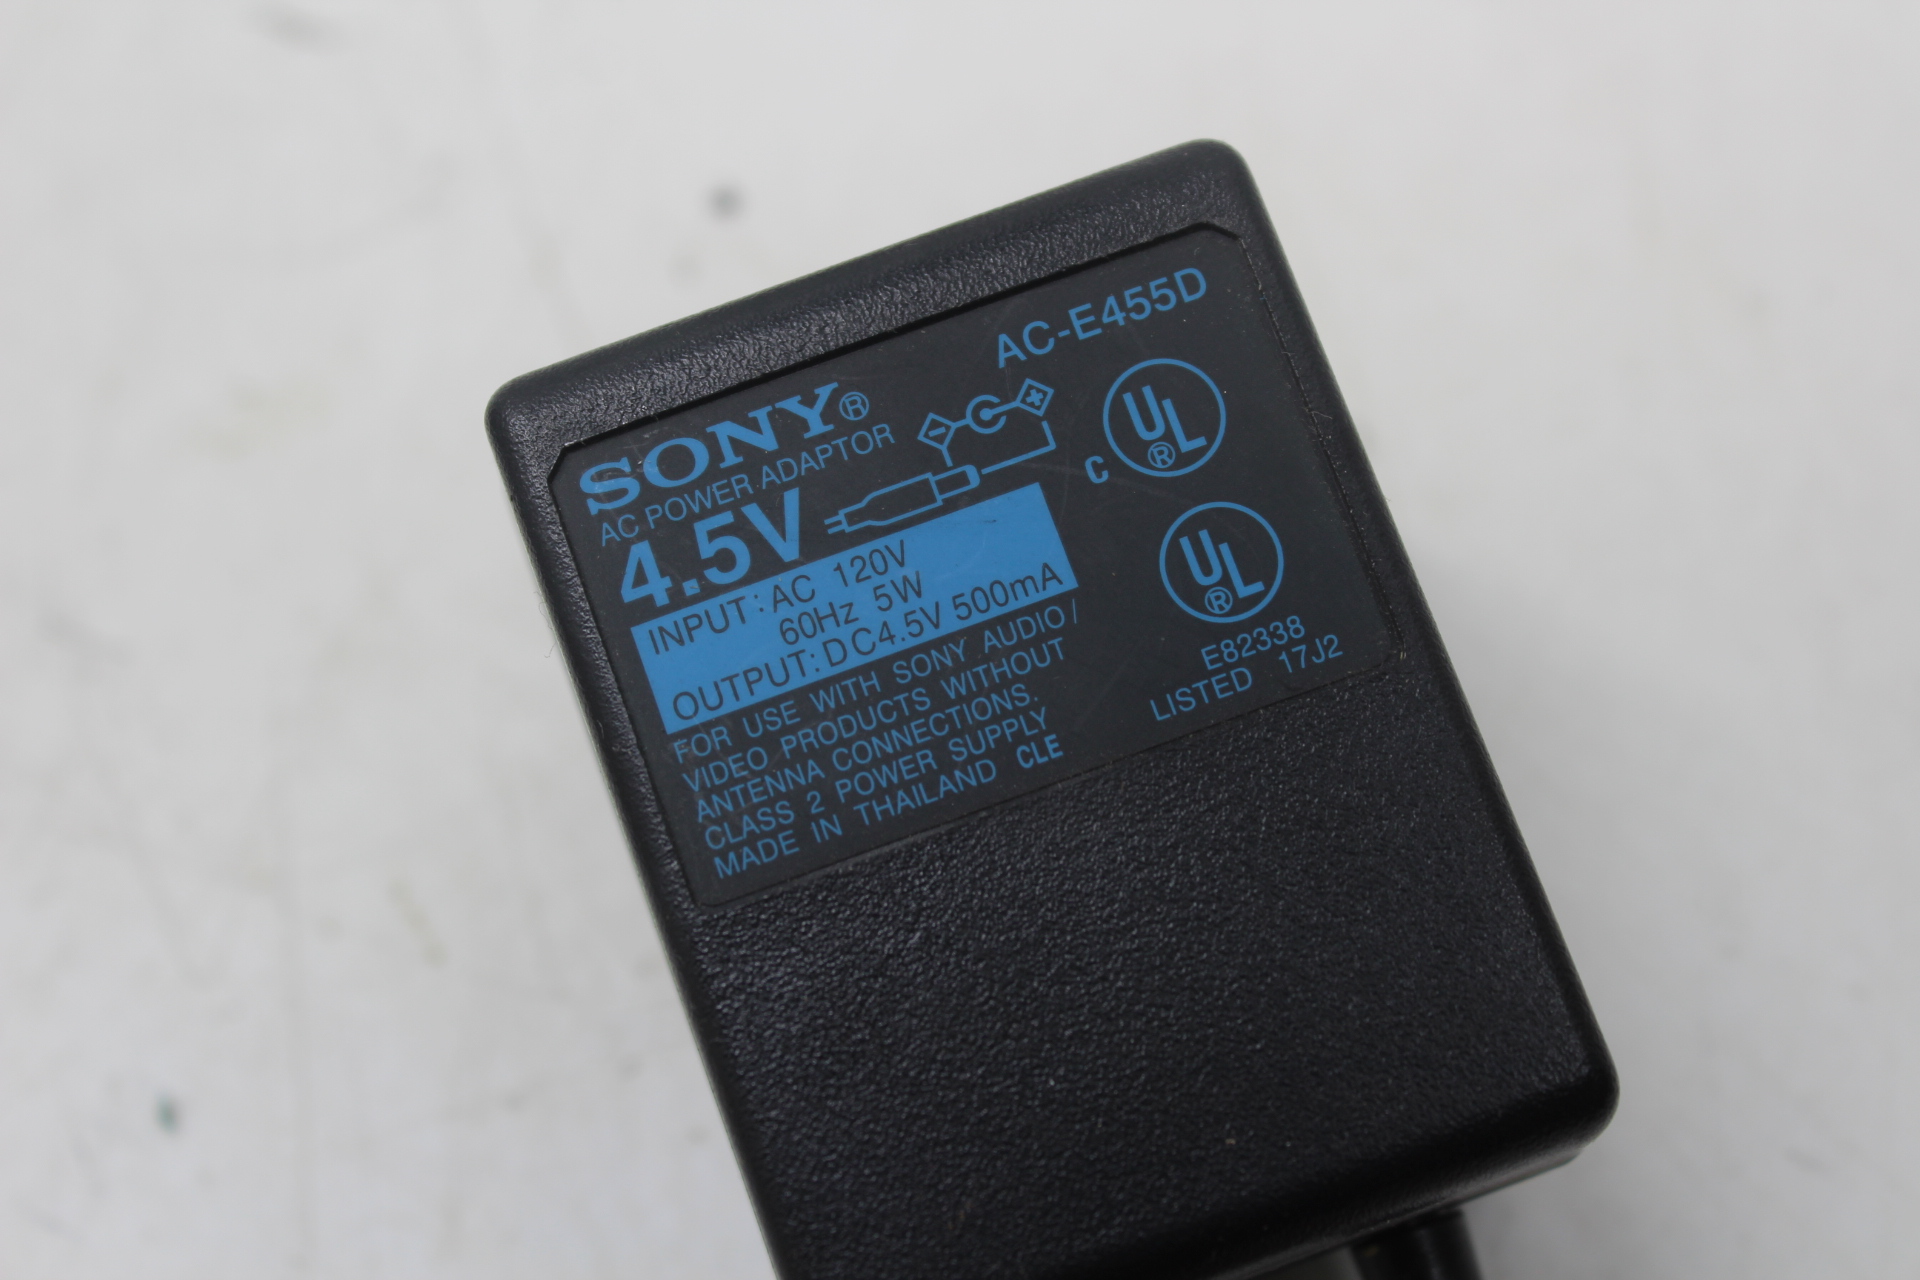 AC-E455D
SONY®
AC POWER ADAPTOR
4.5V
- +
INPUT: AC 120V
60Hz 5W
OUTPUT: DC4.5V 500mA
FOR USE WITH SONY AUDIO/
VIDEO PRODUCTS WITHOUT
ANTENNA CONNECTIONS.
CLASS 2 POWER SUPPLY
MADE IN THAILAND CLE
C UL®
UL®
E82338
LISTED 17J2